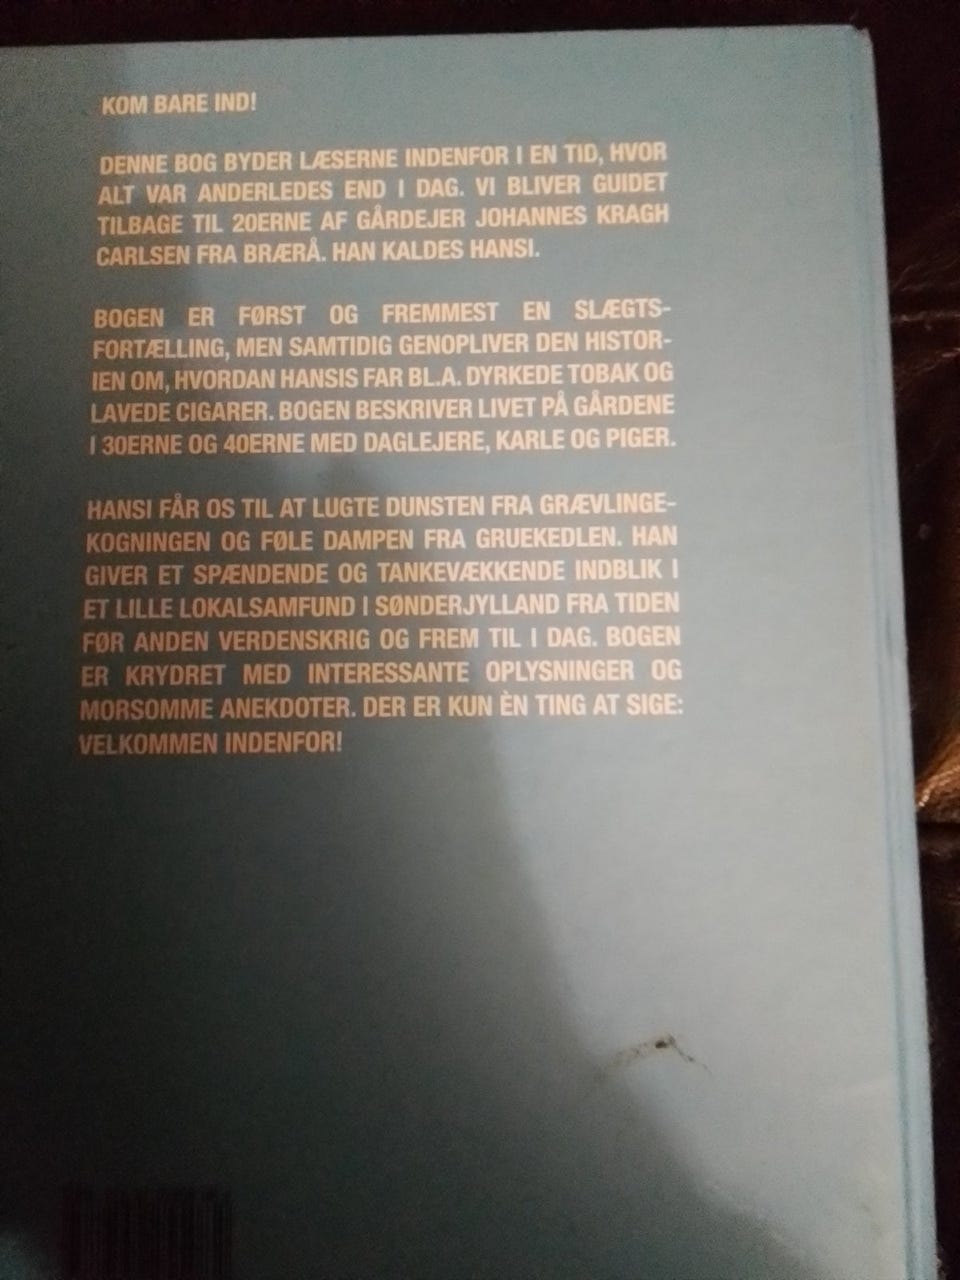 KOM BARE IND!
DENNE BOG BYDER LÆSERNE INDENFOR I EN TID, HVOR
ALT VAR ANDERLEDES END I DAG. VI BLIVER GUIDET
TILBAGE TIL 20ERNE AF GÅRDEJER JOHANNES KRAGH
CARLSEN FRA BRÆRÅ. HAN KALDES HANSI.
BOGEN ER FØRST OG FREMMEST EN SLÆGTS-
FORTÆLLING, MEN SAMTIDIG GENOPLIVER DEN HISTOR-
IEN OM, HVORDAN HANSIS FAR BL.A. DYRKEDE TOBAK OG
LAVEDE CIGARER. BOGEN BESKRIVER LIVET PÅ GÅRDENE
I 30ERNE OG 40ERNE MED DAGLEJERE, KARLE OG PIGER.
HANSI FÅR OS TIL AT LUGTE DUNSTEN FRA GRÆVLINGE-
KOGNINGEN OG FØLE DAMPEN FRA GRUEKEDLEN. HAN
GIVER ET SPÆNDENDE OG TANKEVÆKKENDE INDBLIK I
ET LILLE LOKALSAMFUND I SØNDERJYLLAND FRA TIDEN
FØR ANDEN VERDENSKRIG OG FREM TIL I DAG. BOGEN
ER KRYDRET MED INTERESSANTE OPLYSNINGER OG
MORSOMME ANEKDOTER. DER ER KUN ÈN TING AT SIGE:
VELKOMMEN INDENFOR!